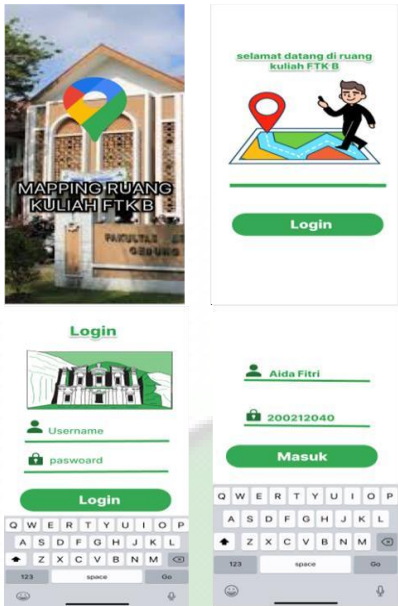 MAPPING RUANG
KULIAH FTK B
FAKULTAS
GEDUNG
selamat datang di ruang
kuliah FTK B
Login
Login
Username
paswoard
Login
Q W E R T Y U I O P
A S D F G H J K L
Z X C V B N M
123
space
Go
Aida Fitri
200212040
Masuk
Q W E R T Y U I O P
A S D F G H J K L
Z X C V B N M
123
space
Go